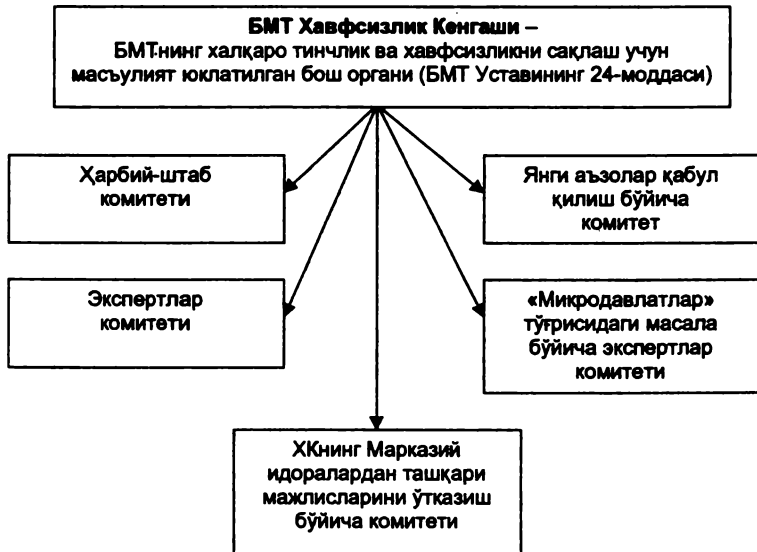 БМТ Хавфсизлик Кенгаши –
БМТ-нинг халқаро тинчлик ва хавфсизликни сақлаш учун
масъулият юклатилган бош органи (БМТ Уставининг 24-моддаси)
Ҳарбий-штаб
комитети
Янги аъзолар қабул
қилиш бўйича
комитет
Экспертлар
комитети
«Микродавлатлар»
тўғрисидаги масала
бўйича экспертлар
комитети
ХКнинг Марказий
идоралардан ташқари
мажлисларини ўтказиш
бўйича комитети